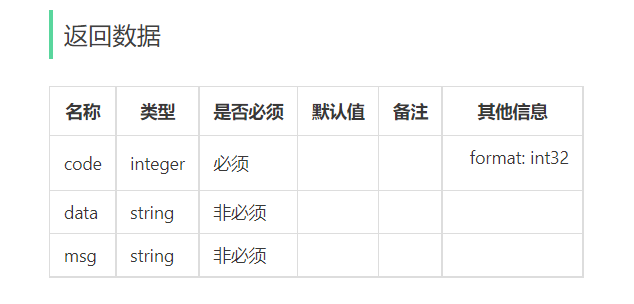 返回数据
名称 类型 是否必须 默认值 备注 其他信息
code integer 必须 format: int32
data string 非必须
msg string 非必须